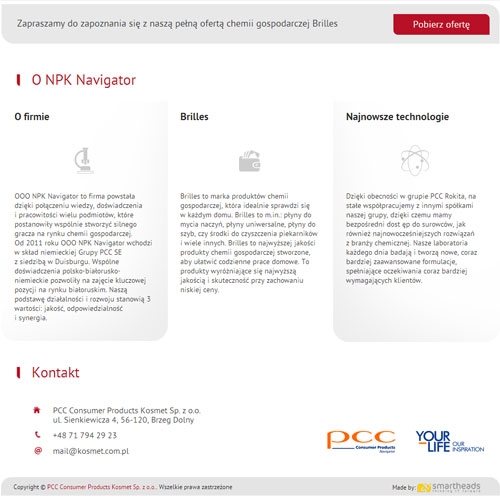 Zapraszamy do zapoznania się z naszą pełną ofertą chemii gospodarczej Brilles
Pobierz ofertę
O NPK Navigator
O firmie
OOO NPK Navigator to firma powstała
dzięki połączeniu wiedzy, doświadczenia
i pracowitości wielu podmiotów, które
postanowiły wspólnie stworzyć silnego
gracza na rynku chemii gospodarczej.
Od 2011 roku OOO NPK Navigator wchodzi
w skład niemieckiej Grupy PCC SE
z siedzibą w Duisburgu. Wspólne
doświadczenia polsko-białorusko-
niemieckie pozwoliły na zajęcie kluczowej
pozycji na rynku białoruskim. Naszą
podstawę działalności i rozwoju stanowią 3
wartości: jakość, odpowiedzialność
i synergia.
Brilles
Brilles to marka produktów chemii
gospodarczej, która idealnie sprawdzi się
w każdym domu. Brilles to m.in.: płyny do
mycia naczyń, płyny uniwersalne, płyny do
szyb, czy środki do czyszczenia piekarników
i wiele innych. Brilles to najwyższej jakości
produkty chemii gospodarczej stworzone,
aby ułatwić codzienne prace domowe. To
produkty wyróżniające się najwyższą
jakością i skutecznością przy zachowaniu
niskiej ceny.
Najnowsze technologie
Dzięki obecności w grupie PCC Rokita, na
stałe współpracujemy z innymi spółkami
naszej grupy, dzięki czemu mamy
bezpośredni dost ęp do surowców, jak
również najnowocześniejszych rozwiązań
z branży chemicznej. Nasze laboratoria
każdego dnia badają i tworzą nowe, coraz
bardziej zaawansowane formulacje,
spełniające oczekiwania coraz bardziej
wymagających klientów.
Kontakt
PCC Consumer Products Kosmet Sp. z o.o.
ul. Sienkiewicza 4, 56-120, Brzeg Dolny
+48 71 794 29 23
mail@kosmet.com.pl
pcc
Consumer Products
Navigator
YOUR
LIFE
OUR
INSPIRATION
Copyright © PCC Consumer Products Kosmet Sp. z o.o.. Wszelkie prawa zastrzeżone
Made by: smartheads